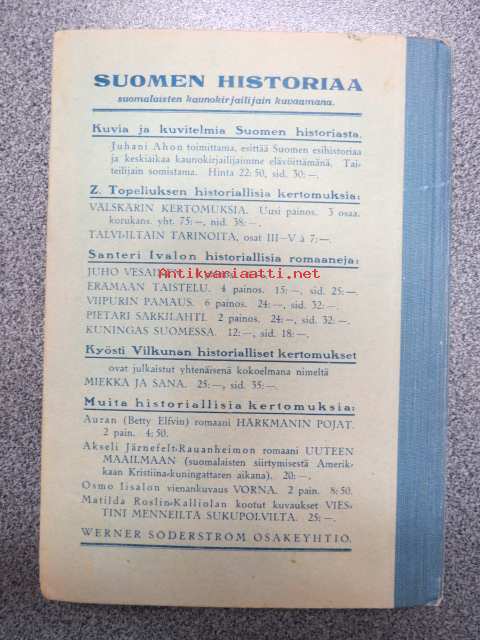 SUOMEN HISTORIAA
suomalaisten kaunokirjailijain kuvaamana.
Kuvia ja kuvitelmia Suomen historiasta.
Juhani Ahon toimittama, esittää Suomen esihistoriaa
ja keskiaikaa kaunokirjailijaimme elävöittämänä, Tai-
teilijain somistama. Hinta 22:50, sid. 30:—.
Z. Topeliuksen historiallisia kertomuksia:
VÄLSKÄRIN KERTOMUKSIA. Uusi painos. 3 osaa.
korukans. yht. 75:—, nid. 38:—.
TALVI-ILTAIN TARINOITA, osat III—V à 7:—.
Santeri Ivalon historiallisia romaaneja:
JUHO VESAI
Antikvariaatti.net
ERÄMAAN TAISTELU. 4 painos. 15:—, sid. 25:—.
VIIPURIN PAMAUS. 6 painos. 24:—, sid. 32:—.
PIETARI SÄRKILAHTI. 2 painos. 24:—, sid. 32:—.
KUNINGAS SUOMESSA. 12:—, sid. 18:—.
Kyösti Vilkunan historialliset kertomukset
ovat julkaistut yhtenäisenä kokoelmana nimeltä
MIEKKA JA SANA. 25:—, sid. 35:—.
Muita historiallisia kertomuksia:
Auran (Betty Elfvin) romaani HÄRKMANIN POJAT.
2 pain. 4:50.
Akseli Järnefelt-Rauanheimon romaani UUTEEN
MAAILMAAN (suomalaisten siirtymisestä Amerik-
kaan Kristiina-kuningattaren aikana). 20:—.
Osmo Iisalon vienankuvaus VORNA. 2 pain. 8:50.
Matilda Roslin-Kalliolan kootut kuvaukset VIES-
TINI MENNEILTÄ SUKUPOLVILTA. 25:—.
WERNER SÖDERSTRÖM OSAKEYHTIÖ.